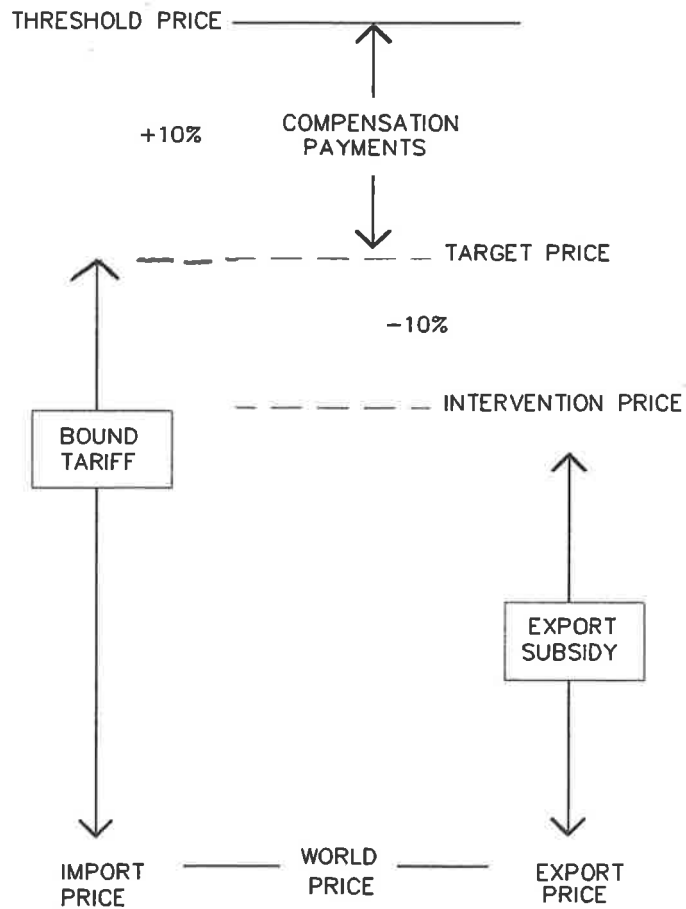 THRESHOLD PRICE
+10%
COMPENSATION
PAYMENTS
TARGET PRICE
-10%
INTERVENTION PRICE
BOUND
TARIFF
EXPORT
SUBSIDY
IMPORT
PRICE
WORLD
PRICE
EXPORT
PRICE